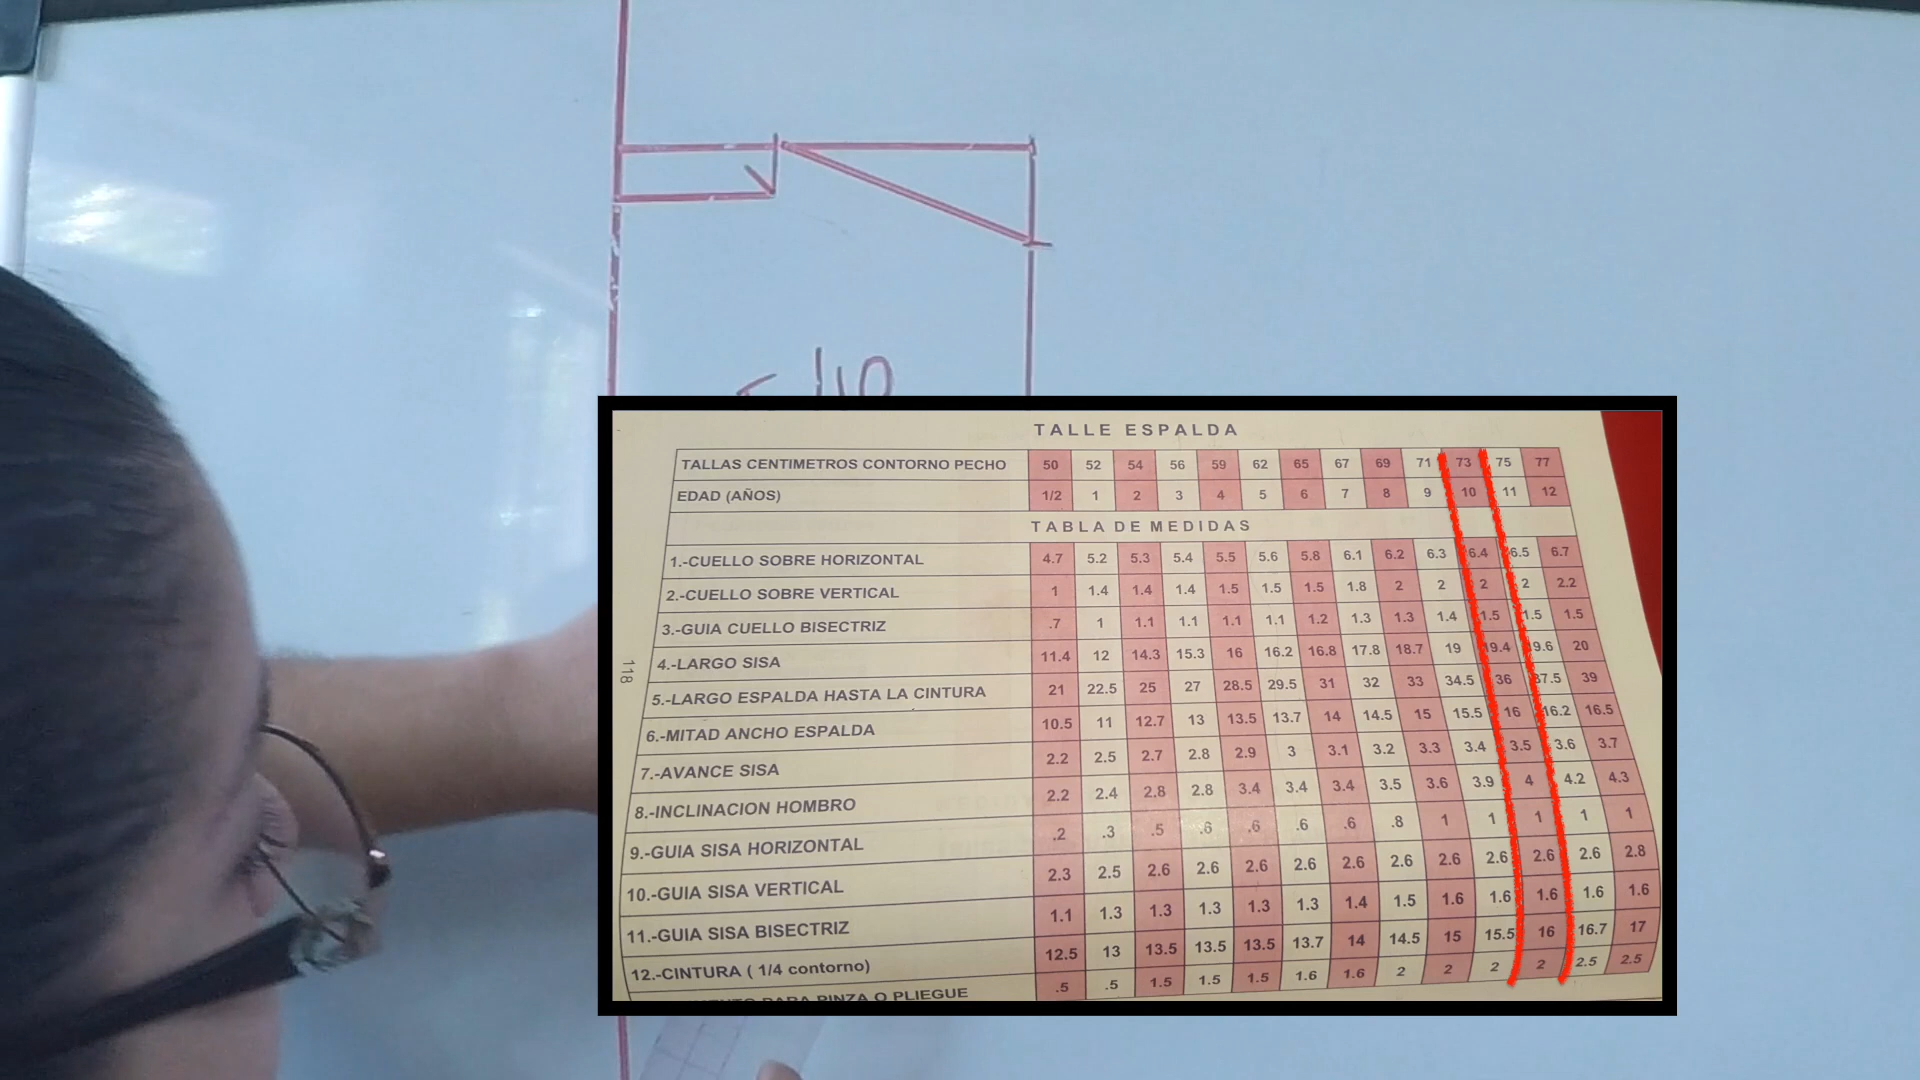 TALLE ESPALDA
TALLAS CENTIMETROS CONTORNO PECHO 50 52 54 56 59 62 65 67 69 71 73 75 77
EDAD (AÑOS) 1/2 1 2 3 4 5 6 7 8 9 10 11 12
TABLA DE MEDIDAS
1.-CUELLO SOBRE HORIZONTAL 4.7 5.2 5.3 5.4 5.5 5.6 5.8 6.1 6.2 6.3 6.4 6.5 6.7
2.-CUELLO SOBRE VERTICAL 1 1.4 1.4 1.4 1.5 1.5 1.5 1.8 2 2 2 2 2.2
3.-GUIA CUELLO BISECTRIZ .7 1 1.1 1.1 1.1 1.1 1.2 1.3 1.3 1.4 1.5 1.5 1.5
4.-LARGO SISA 11.4 12 14.3 15.3 16 16.2 16.8 17.8 18.7 19 19.4 19.6 20
5.-LARGO ESPALDA HASTA LA CINTURA 21 22.5 25 27 28.5 29.5 31 32 33 34.5 36 37.5 39
6.-MITAD ANCHO ESPALDA 10.5 11 12.7 13 13.5 13.7 14 14.5 15 15.5 16 16.2 16.5
7.-AVANCE SISA 2.2 2.5 2.7 2.8 2.9 3 3.1 3.2 3.3 3.4 3.5 3.6 3.7
8.-INCLINACION HOMBRO 2.2 2.4 2.8 2.8 3.4 3.4 3.4 3.5 3.6 3.9 4 4.2 4.3
9.-GUIA SISA HORIZONTAL .2 .3 .5 .6 .6 .6 .6 .8 1 1 1 1 1
10.-GUIA SISA VERTICAL 2.3 2.5 2.6 2.6 2.6 2.6 2.6 2.6 2.6 2.6 2.6 2.6 2.8
11.-GUIA SISA BISECTRIZ 1.1 1.3 1.3 1.3 1.3 1.3 1.4 1.5 1.6 1.6 1.6 1.6 1.6
12.-CINTURA ( 1/4 contorno) 12.5 13 13.5 13.5 13.5 13.7 14 14.5 15 15.5 16 16.7 17
PARA PINZA O PLIEGUE .5 .5 1.5 1.5 1.5 1.6 1.6 2 2 2 2 2.5 2.5
118